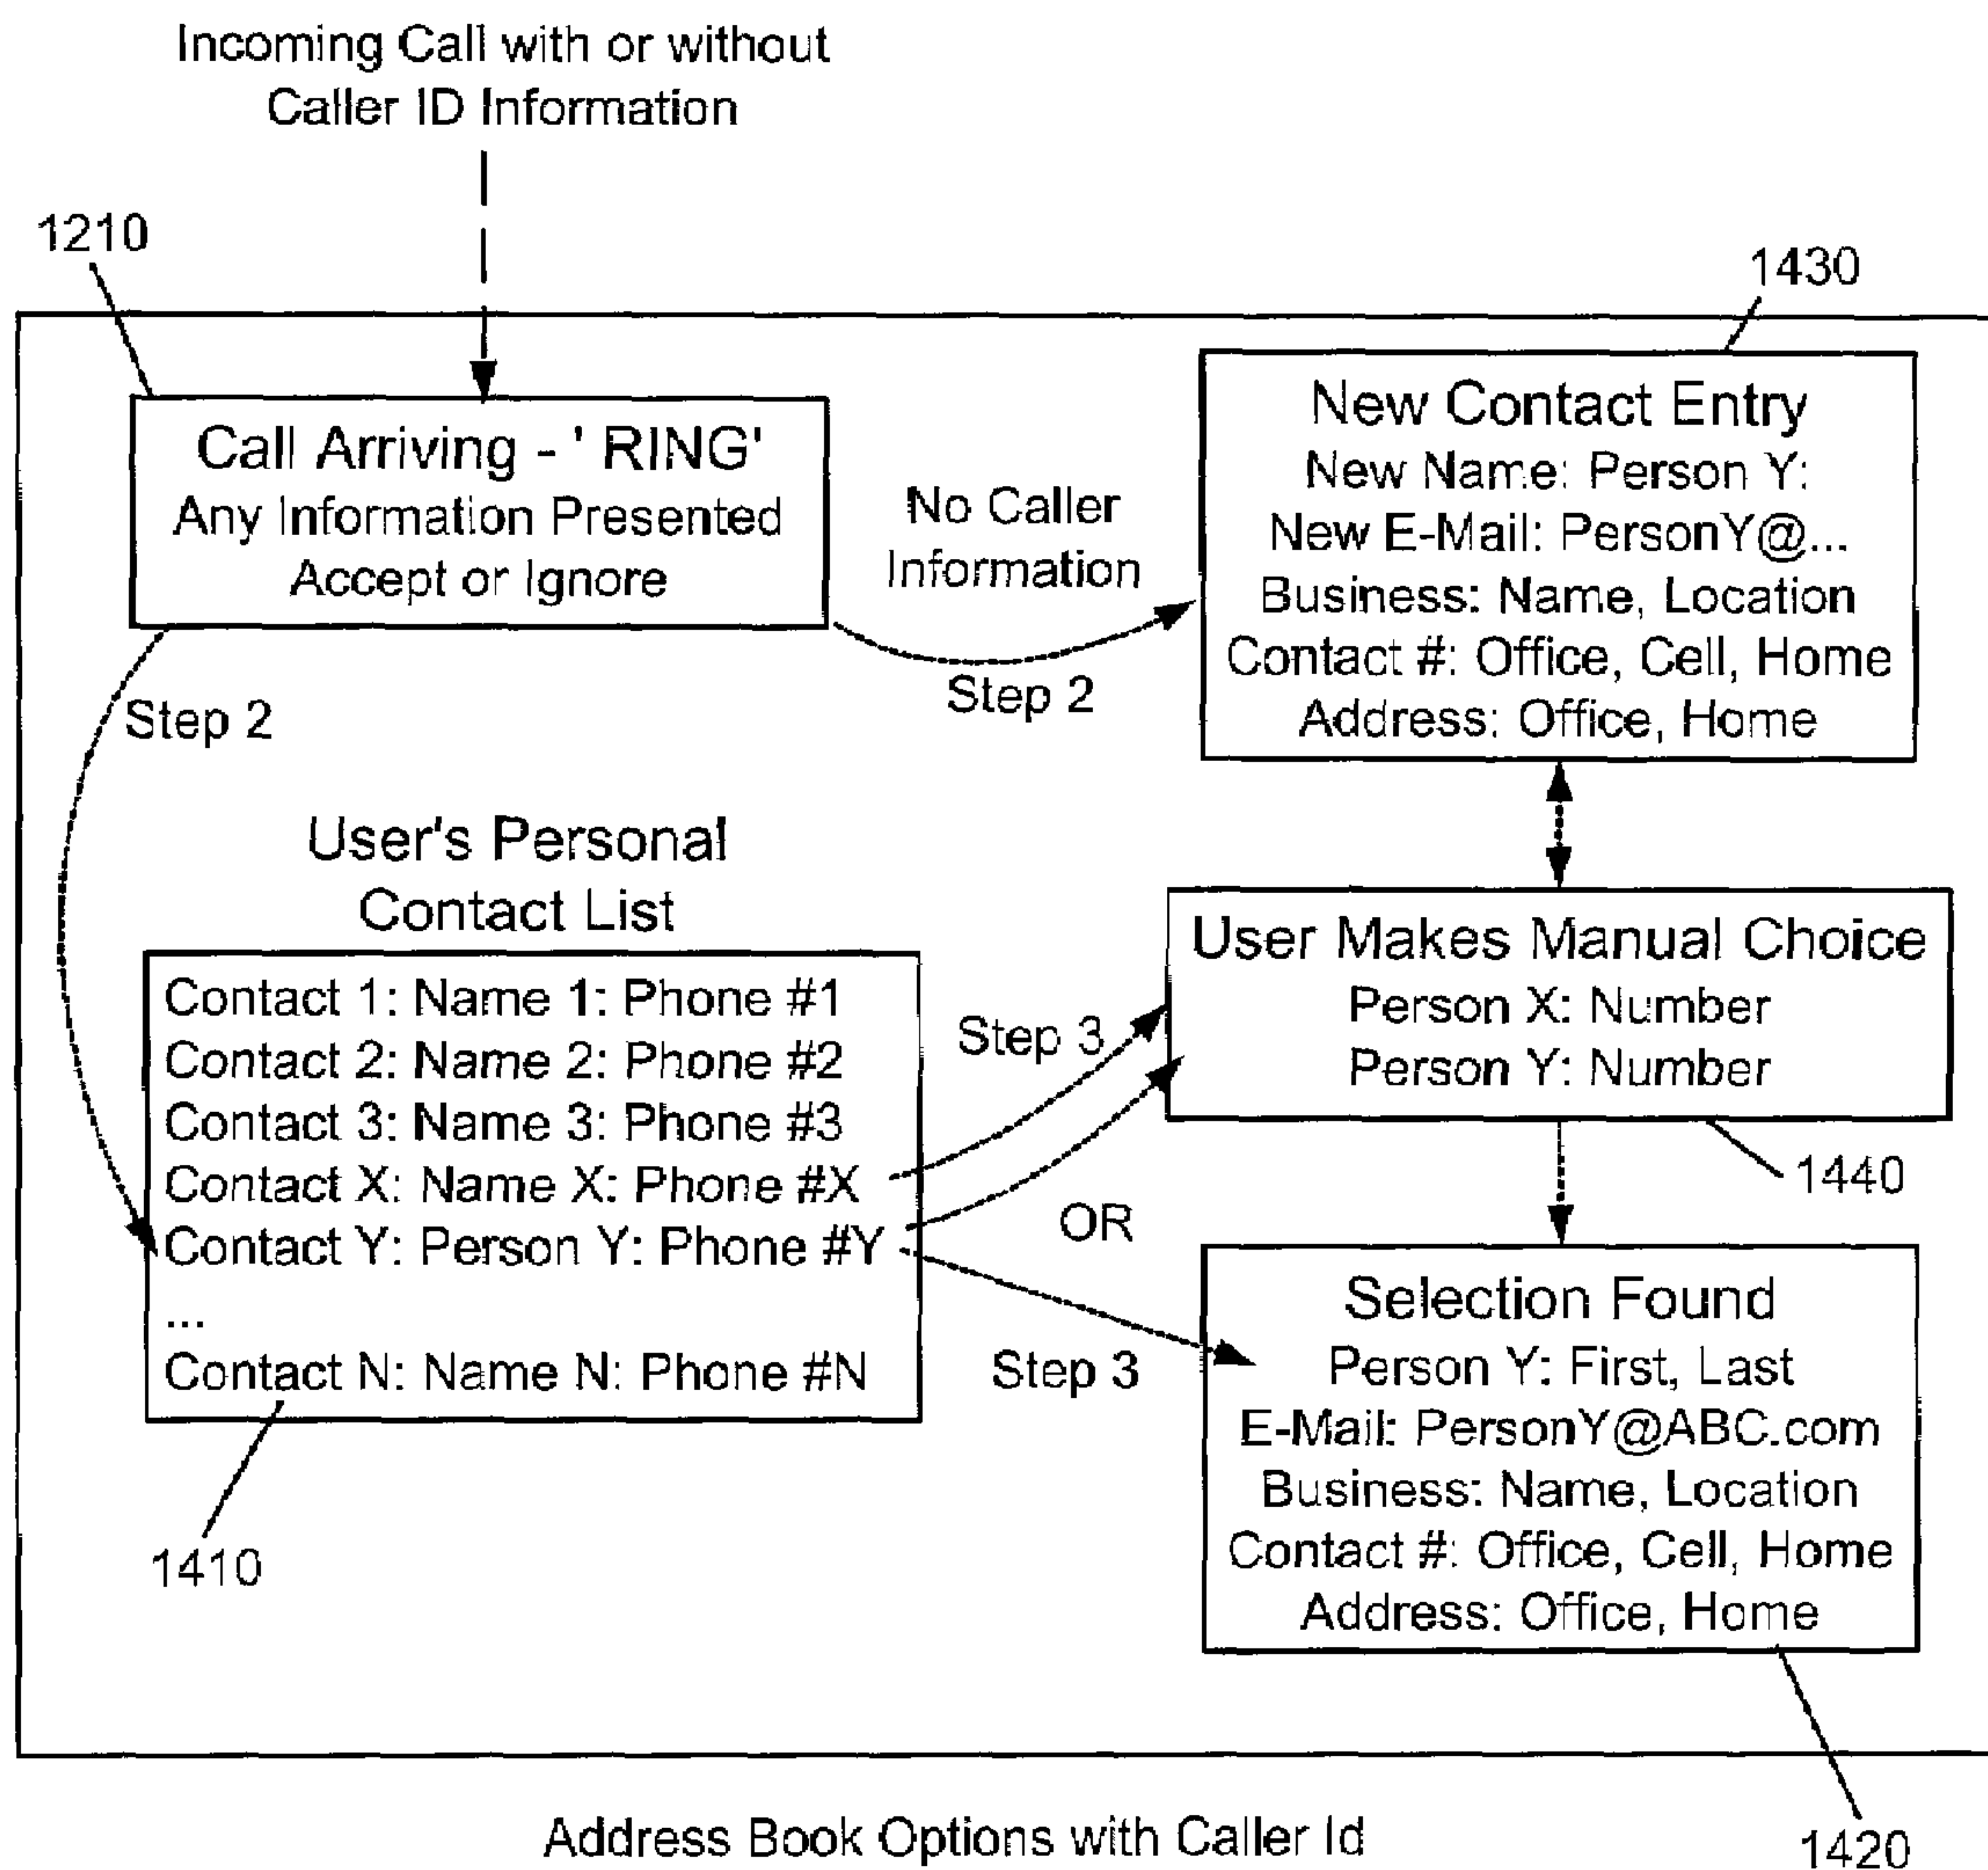 Incoming Call with or without
Caller ID Information
1210
1430
Call Arriving - ' RING'
Any Information Presented
Accept or Ignore
No Caller
Information
Step 2
New Contact Entry
New Name: Person Y:
New E-Mail: PersonY@...
Business: Name, Location
Contact #: Office, Cell, Home
Address: Office, Home
Step 2
User's Personal
Contact List
Contact 1: Name 1: Phone #1
Contact 2: Name 2: Phone #2
Contact 3: Name 3: Phone #3
Contact X: Name X: Phone #X
Contact Y: Person Y: Phone #Y
...
Contact N: Name N: Phone #N
1410
Step 3
OR
Step 3
User Makes Manual Choice
Person X: Number
Person Y: Number
1440
Selection Found
Person Y: First, Last
E-Mail: PersonY@ABC.com
Business: Name, Location
Contact #: Office, Cell, Home
Address: Office, Home
1420
Address Book Options with Caller Id